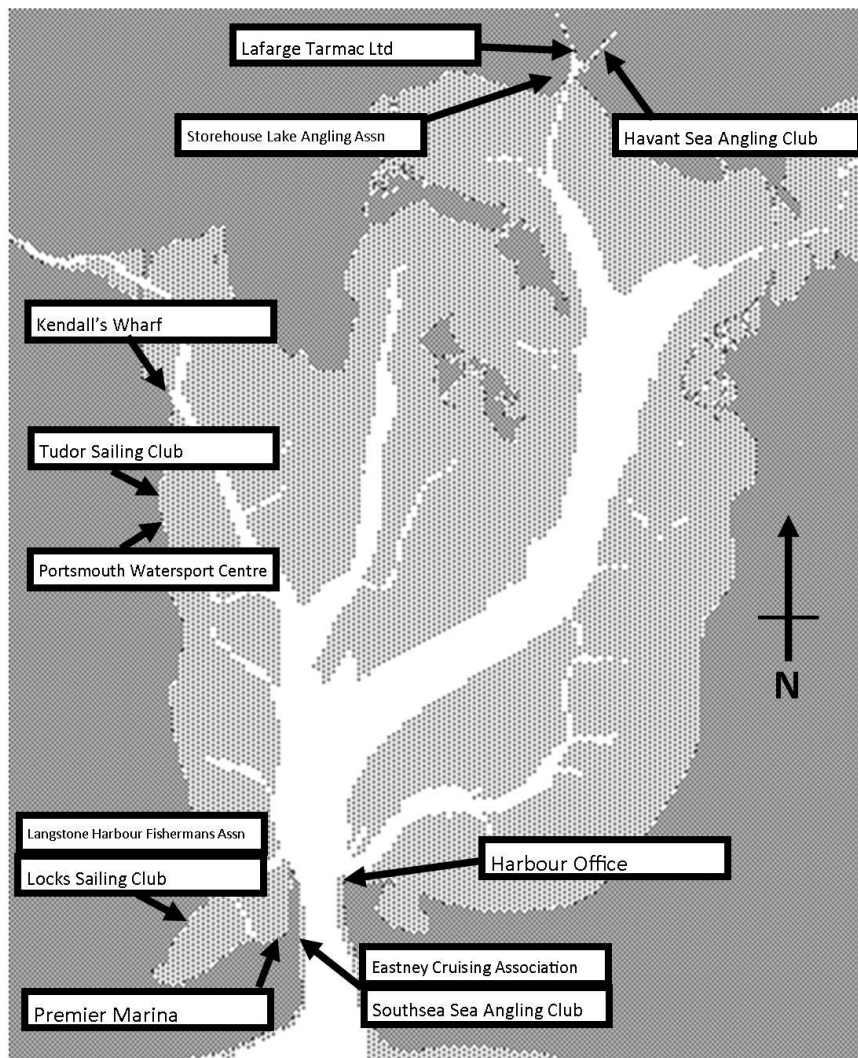 Lafarge Tarmac Ltd
Storehouse Lake Angling Assn
Havant Sea Angling Club
Kendall's Wharf
Tudor Sailing Club
Portsmouth Watersport Centre
N
Langstone Harbour Fishermans Assn
Locks Sailing Club
Harbour Office
Eastney Cruising Association
Premier Marina
Southsea Sea Angling Club